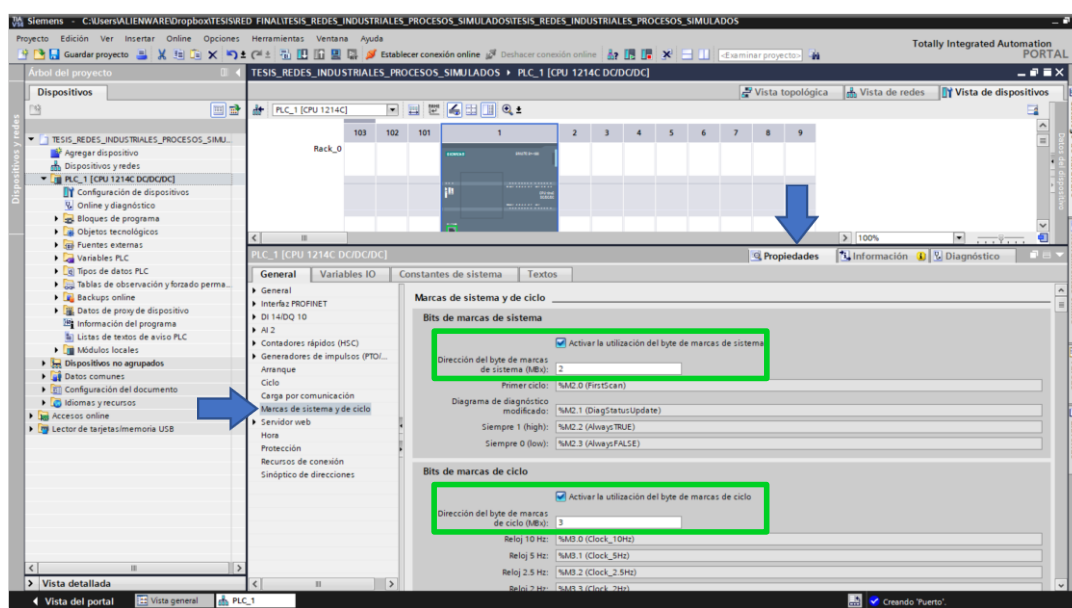 Siemens - C:\Users\ALIENWARE\Dropbox\TESIS\RED FINAL\TESIS_REDES_INDUSTRIALES_PROCESOS_SIMULADOS\TESIS_REDES_INDUSTRIALES_PROCESOS_SIMULADOS
Proyecto Edición Ver Insertar Online Opciones Herramientas Ventana Ayuda
Guardar proyecto Establecer conexión online Deshacer conexión online <Examinar proyecto>
Totally Integrated Automation
PORTAL
Árbol del proyecto
TESIS_REDES_INDUSTRIALES_PROCESOS_SIMULADOS ▸ PLC_1 [CPU 1214C DC/DC/DC]
Dispositivos
Vista topológica Vista de redes Vista de dispositivos
PLC_1 [CPU 1214C]
Dispositivos y redes
Datos del dispositivo
103 102 101 1 2 3 4 5 6 7 8 9
Rack_0
SIEMENS
100%
TESIS_REDES_INDUSTRIALES_PROCESOS_SIMU...
Agregar dispositivo
Dispositivos y redes
PLC_1 [CPU 1214C DC/DC/DC]
Configuración de dispositivos
Online y diagnóstico
Bloques de programa
Objetos tecnológicos
Fuentes externas
Variables PLC
Tipos de datos PLC
Tablas de observación y forzado perma...
Backups online
Datos de proxy de dispositivo
Información del programa
Listas de textos de aviso PLC
Módulos locales
Dispositivos no agrupados
Datos comunes
Configuración del documento
Idiomas y recursos
Accesos online
Lector de tarjetas/memoria USB
PLC_1 [CPU 1214C DC/DC/DC]
Propiedades Información Diagnóstico
General Variables IO Constantes de sistema Textos
General
Interfaz PROFINET
DI 14/DQ 10
AI 2
Contadores rápidos (HSC)
Generadores de impulsos (PTO/...
Arranque
Ciclo
Carga por comunicación
Marcas de sistema y de ciclo
Servidor web
Hora
Protección
Recursos de conexión
Sinóptico de direcciones
Marcas de sistema y de ciclo
Bits de marcas de sistema
Activar la utilización del byte de marcas de sistema
Dirección del byte de marcas
de sistema (MBx): 2
Primer ciclo: %M2.0 (FirstScan)
Diagrama de diagnóstico
modificado: %M2.1 (DiagStatusUpdate)
Siempre 1 (high): %M2.2 (AlwaysTRUE)
Siempre 0 (low): %M2.3 (AlwaysFALSE)
Bits de marcas de ciclo
Activar la utilización del byte de marcas de ciclo
Dirección del byte de marcas
de ciclo (MBx): 3
Reloj 10 Hz: %M3.0 (Clock_10Hz)
Reloj 5 Hz: %M3.1 (Clock_5Hz)
Reloj 2.5 Hz: %M3.2 (Clock_2.5Hz)
Reloj 2 Hz: %M3.3 (Clock_2Hz)
Vista detallada
Vista del portal Vista general PLC_1 Creando 'Puerto'.